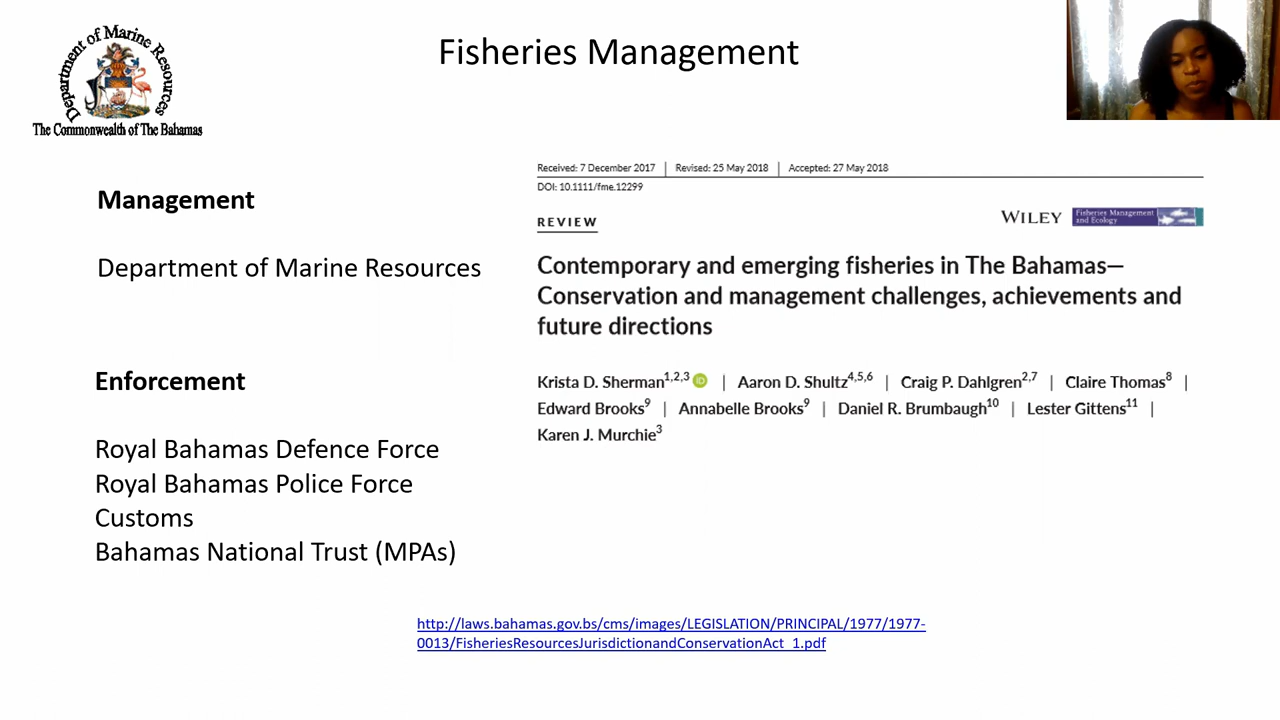 Department of Marine Resources
The Commonwealth of The Bahamas
Fisheries Management
Management
Department of Marine Resources
Enforcement
Royal Bahamas Defence Force
Royal Bahamas Police Force
Customs
Bahamas National Trust (MPAs)
Received: 7 December 2017 | Revised: 25 May 2018 | Accepted: 27 May 2018
DOI: 10.1111/fme.12299
REVIEW
WILEY Fisheries Management
and Ecology
Contemporary and emerging fisheries in The Bahamas—
Conservation and management challenges, achievements and
future directions
Krista D. Sherman1,2,3 iD | Aaron D. Shultz4,5,6 | Craig P. Dahlgren2,7 | Claire Thomas8 |
Edward Brooks9 | Annabelle Brooks9 | Daniel R. Brumbaugh10 | Lester Gittens11 |
Karen J. Murchie3
http://laws.bahamas.gov.bs/cms/images/LEGISLATION/PRINCIPAL/1977/1977-
0013/FisheriesResourcesJurisdictionandConservationAct_1.pdf